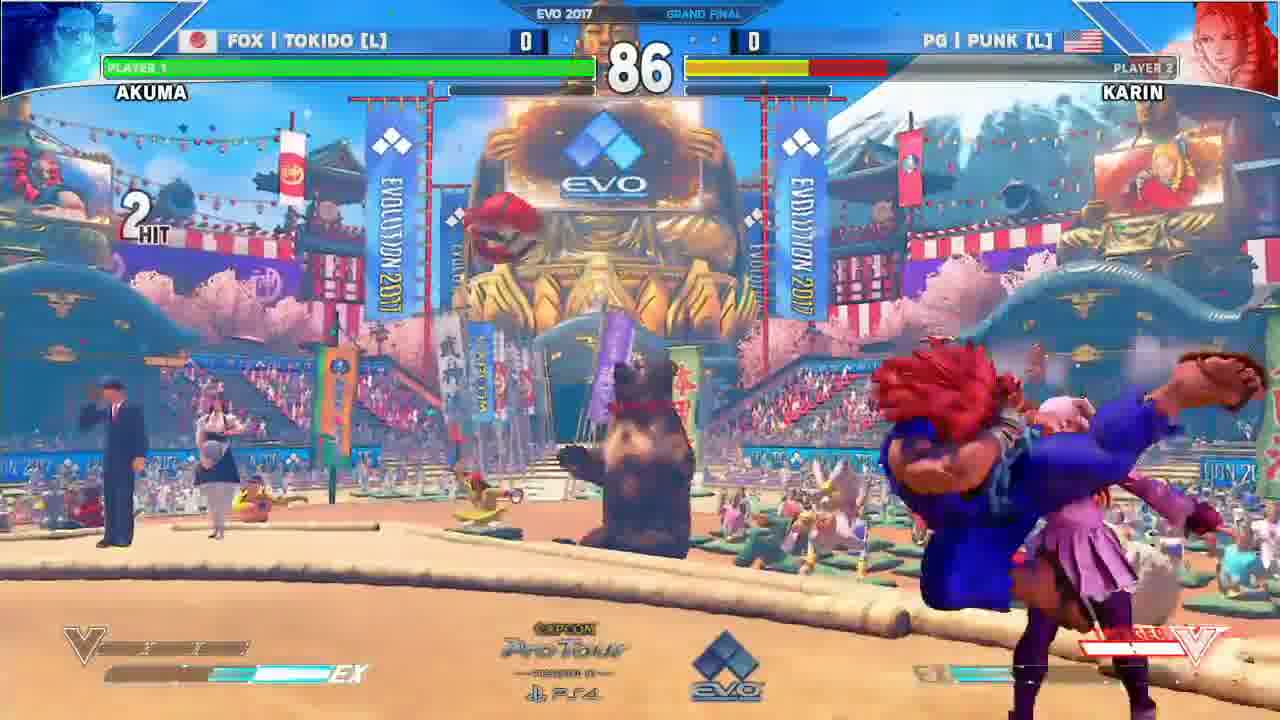 EVO 2017 GRAND FINAL
FOX | TOKIDO [L] 0 86 0 PG | PUNK [L]
PLAYER 1 PLAYER 2
AKUMA KARIN
EVO
EVOLUTION 2017
EVOLUTION 2017
2 HIT
CAPCOM
Pro Tour
PS4
EVO
V EX
V